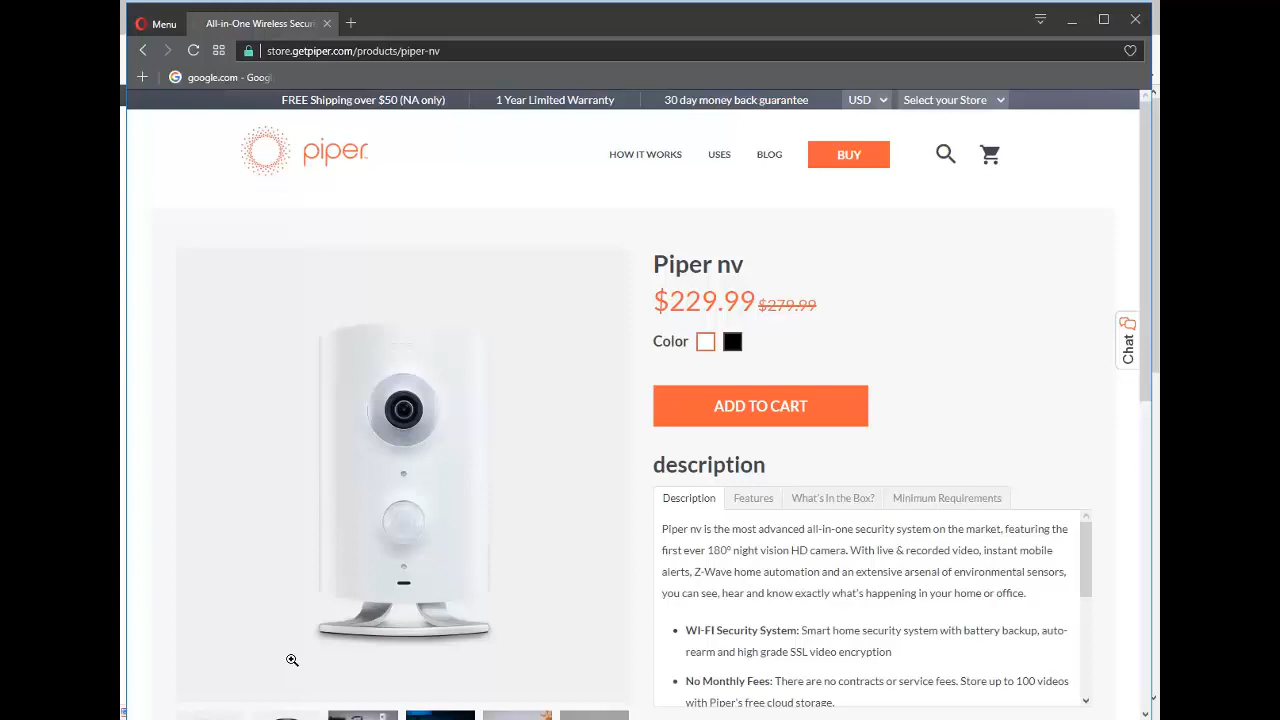 Menu
All-in-One Wireless Securi
store.getpiper.com/products/piper-nv
google.com - Googl
FREE Shipping over $50 (NA only)
1 Year Limited Warranty
30 day money back guarantee
USD
Select your Store
piper
HOW IT WORKS
USES
BLOG
BUY
Piper nv
$229.99 $279.99
Color
ADD TO CART
Chat
description
Description
Features
What's In the Box?
Minimum Requirements
Piper nv is the most advanced all-in-one security system on the market, featuring the
first ever 180° night vision HD camera. With live & recorded video, instant mobile
alerts, Z-Wave home automation and an extensive arsenal of environmental sensors,
you can see, hear and know exactly what's happening in your home or office.
WI-FI Security System: Smart home security system with battery backup, auto-
rearm and high grade SSL video encryption
No Monthly Fees: There are no contracts or service fees. Store up to 100 videos
with Piper's free cloud storage.